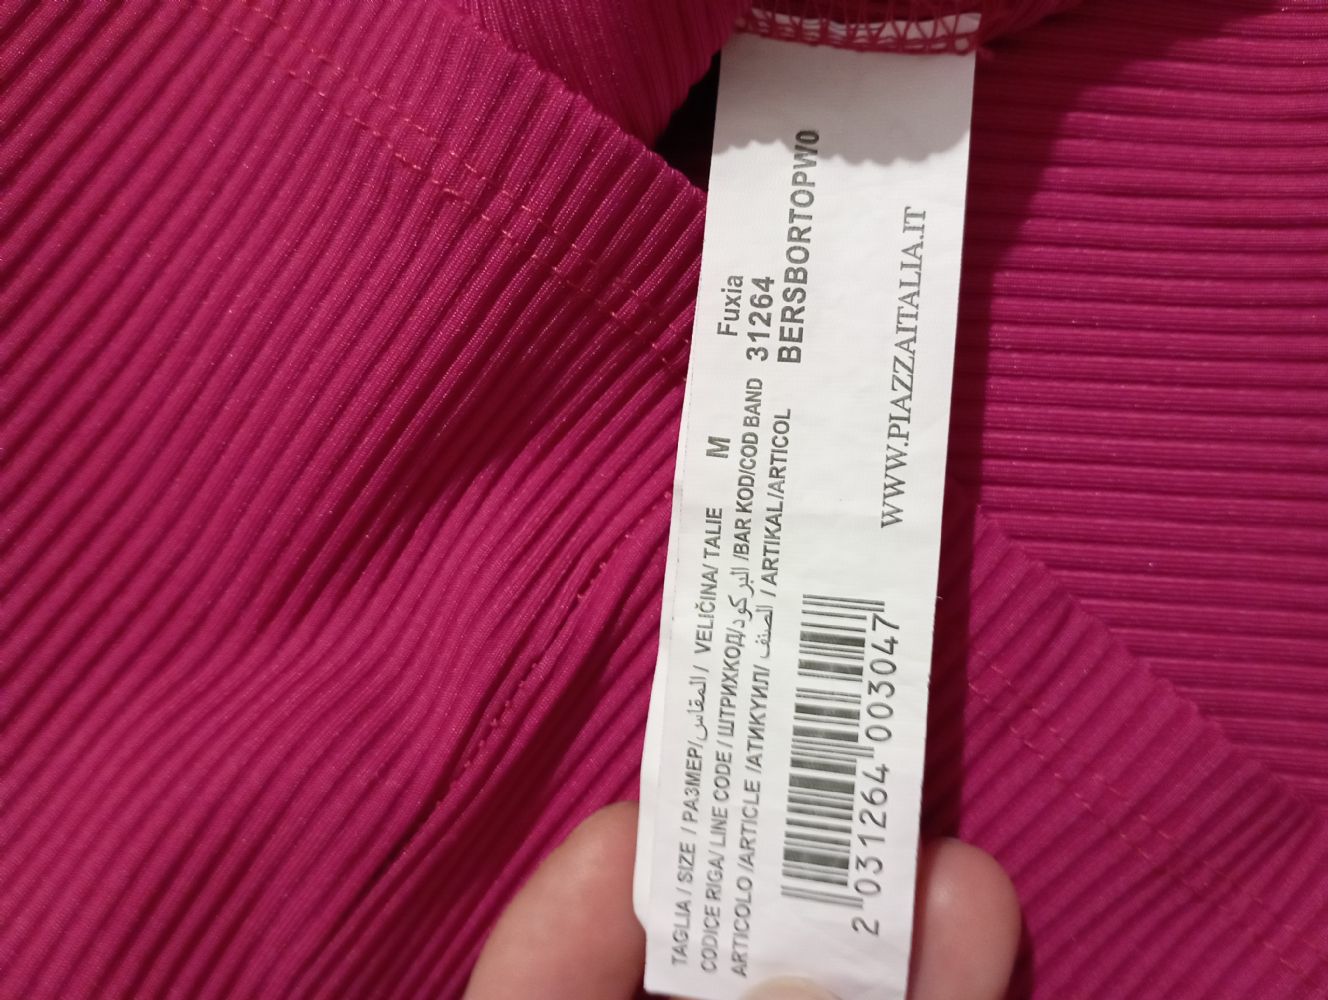 TAGLIA / SIZE / РАЗМЕР/المقاس/ VELIČINA/ TALIE M Fuxia
CODICE RIGA/ LINE CODE / ШТРИХКОД/البركود /BAR KOD/COD BAND 31264
ARTICOLO /ARTICLE /АТИКУИЛ/ الصنف / ARTIKAL/ARTICOL BERSBORTOPW0
2 031264 003047
WWW.PIAZZAITALIA.IT